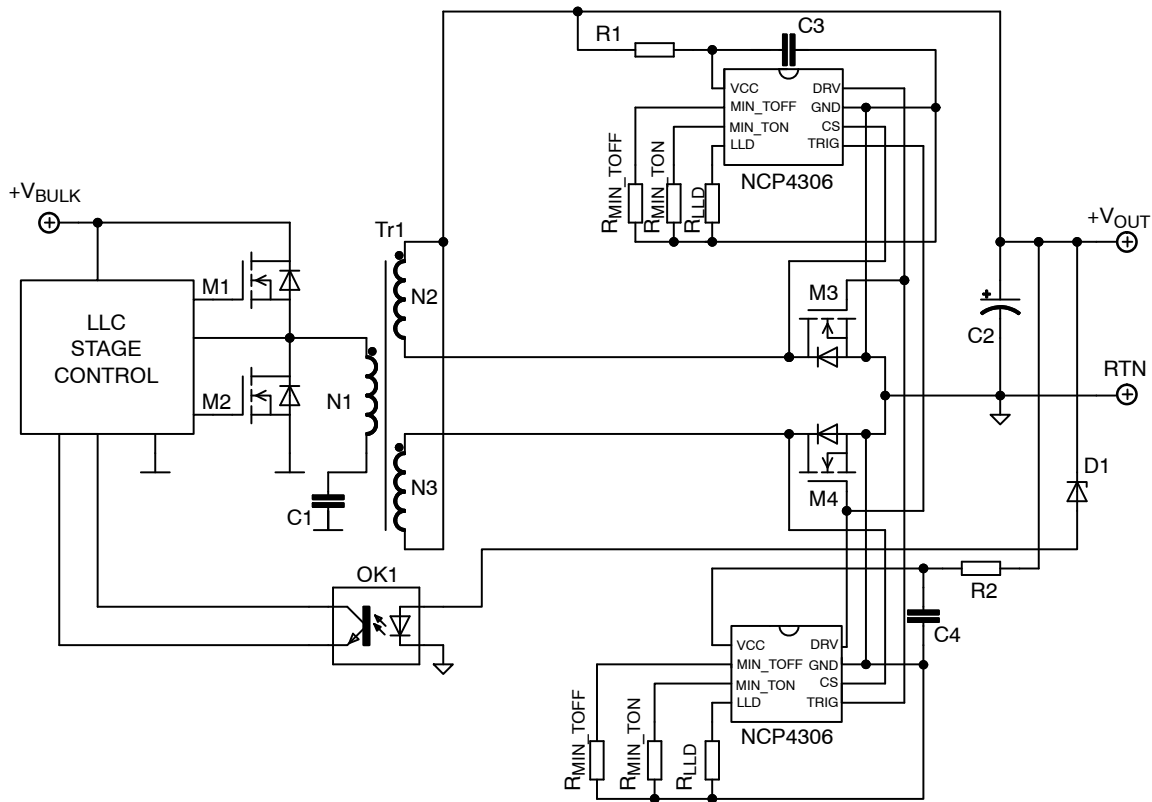 R1
C3
VCC
MIN_TOFF
MIN_TON
LLD
DRV
GND
CS
TRIG
NCP4306
RMIN_TOFF
RMIN_TON
RLLD
+VBULK
+VOUT
Tr1
M1
N2
M3
LLC
STAGE
CONTROL
C2
RTN
M2
N1
N3
M4
D1
C1
OK1
R2
C4
VCC
MIN_TOFF
MIN_TON
LLD
DRV
GND
CS
TRIG
NCP4306
RMIN_TOFF
RMIN_TON
RLLD